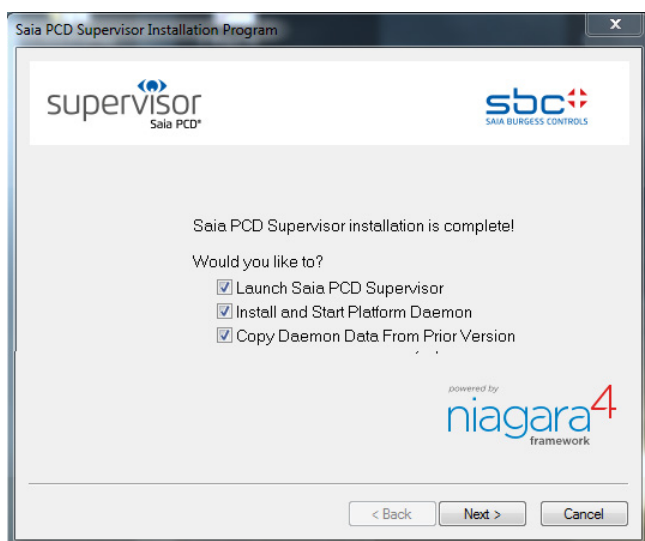 Saia PCD Supervisor Installation Program
x
supervisor
Saia PCD®
sbc
SAIA BURGESS CONTROLS
Saia PCD Supervisor installation is complete!
Would you like to?
Launch Saia PCD Supervisor
Install and Start Platform Daemon
Copy Daemon Data From Prior Version
powered by
niagara4
framework
< Back
Next >
Cancel